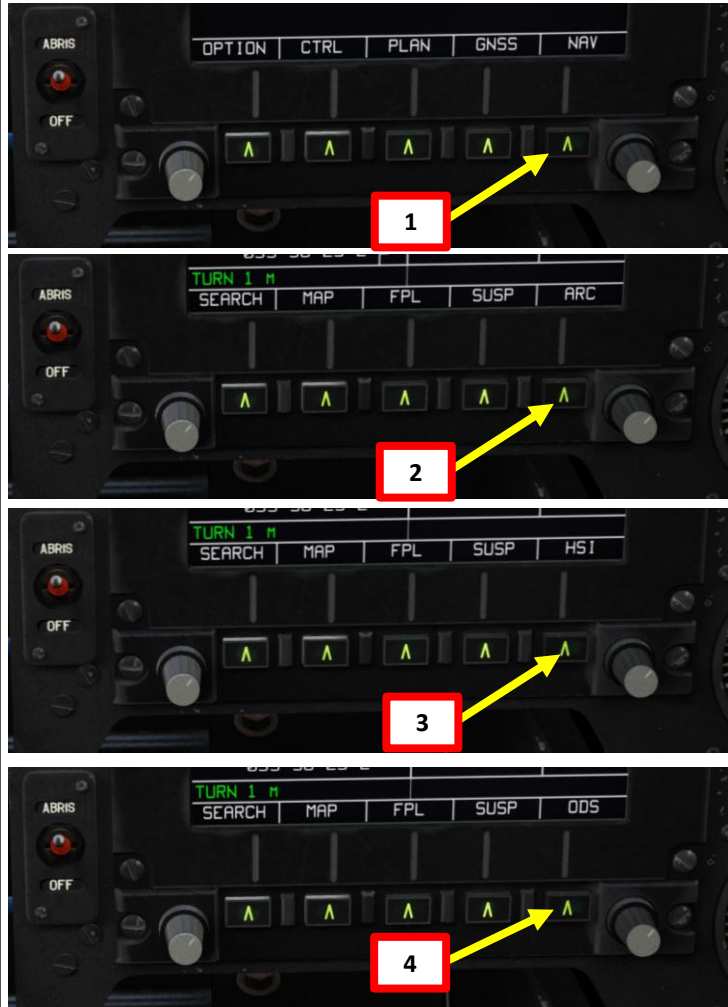 OPTION CTRL PLAN GNSS NAV
ABRIS
OFF
Λ Λ Λ Λ Λ
1
TURN 1 M
SEARCH MAP FPL SUSP ARC
ABRIS
OFF
Λ Λ Λ Λ Λ
2
TURN 1 M
SEARCH MAP FPL SUSP HSI
ABRIS
OFF
Λ Λ Λ Λ Λ
3
TURN 1 M
SEARCH MAP FPL SUSP ODS
ABRIS
OFF
Λ Λ Λ Λ Λ
4